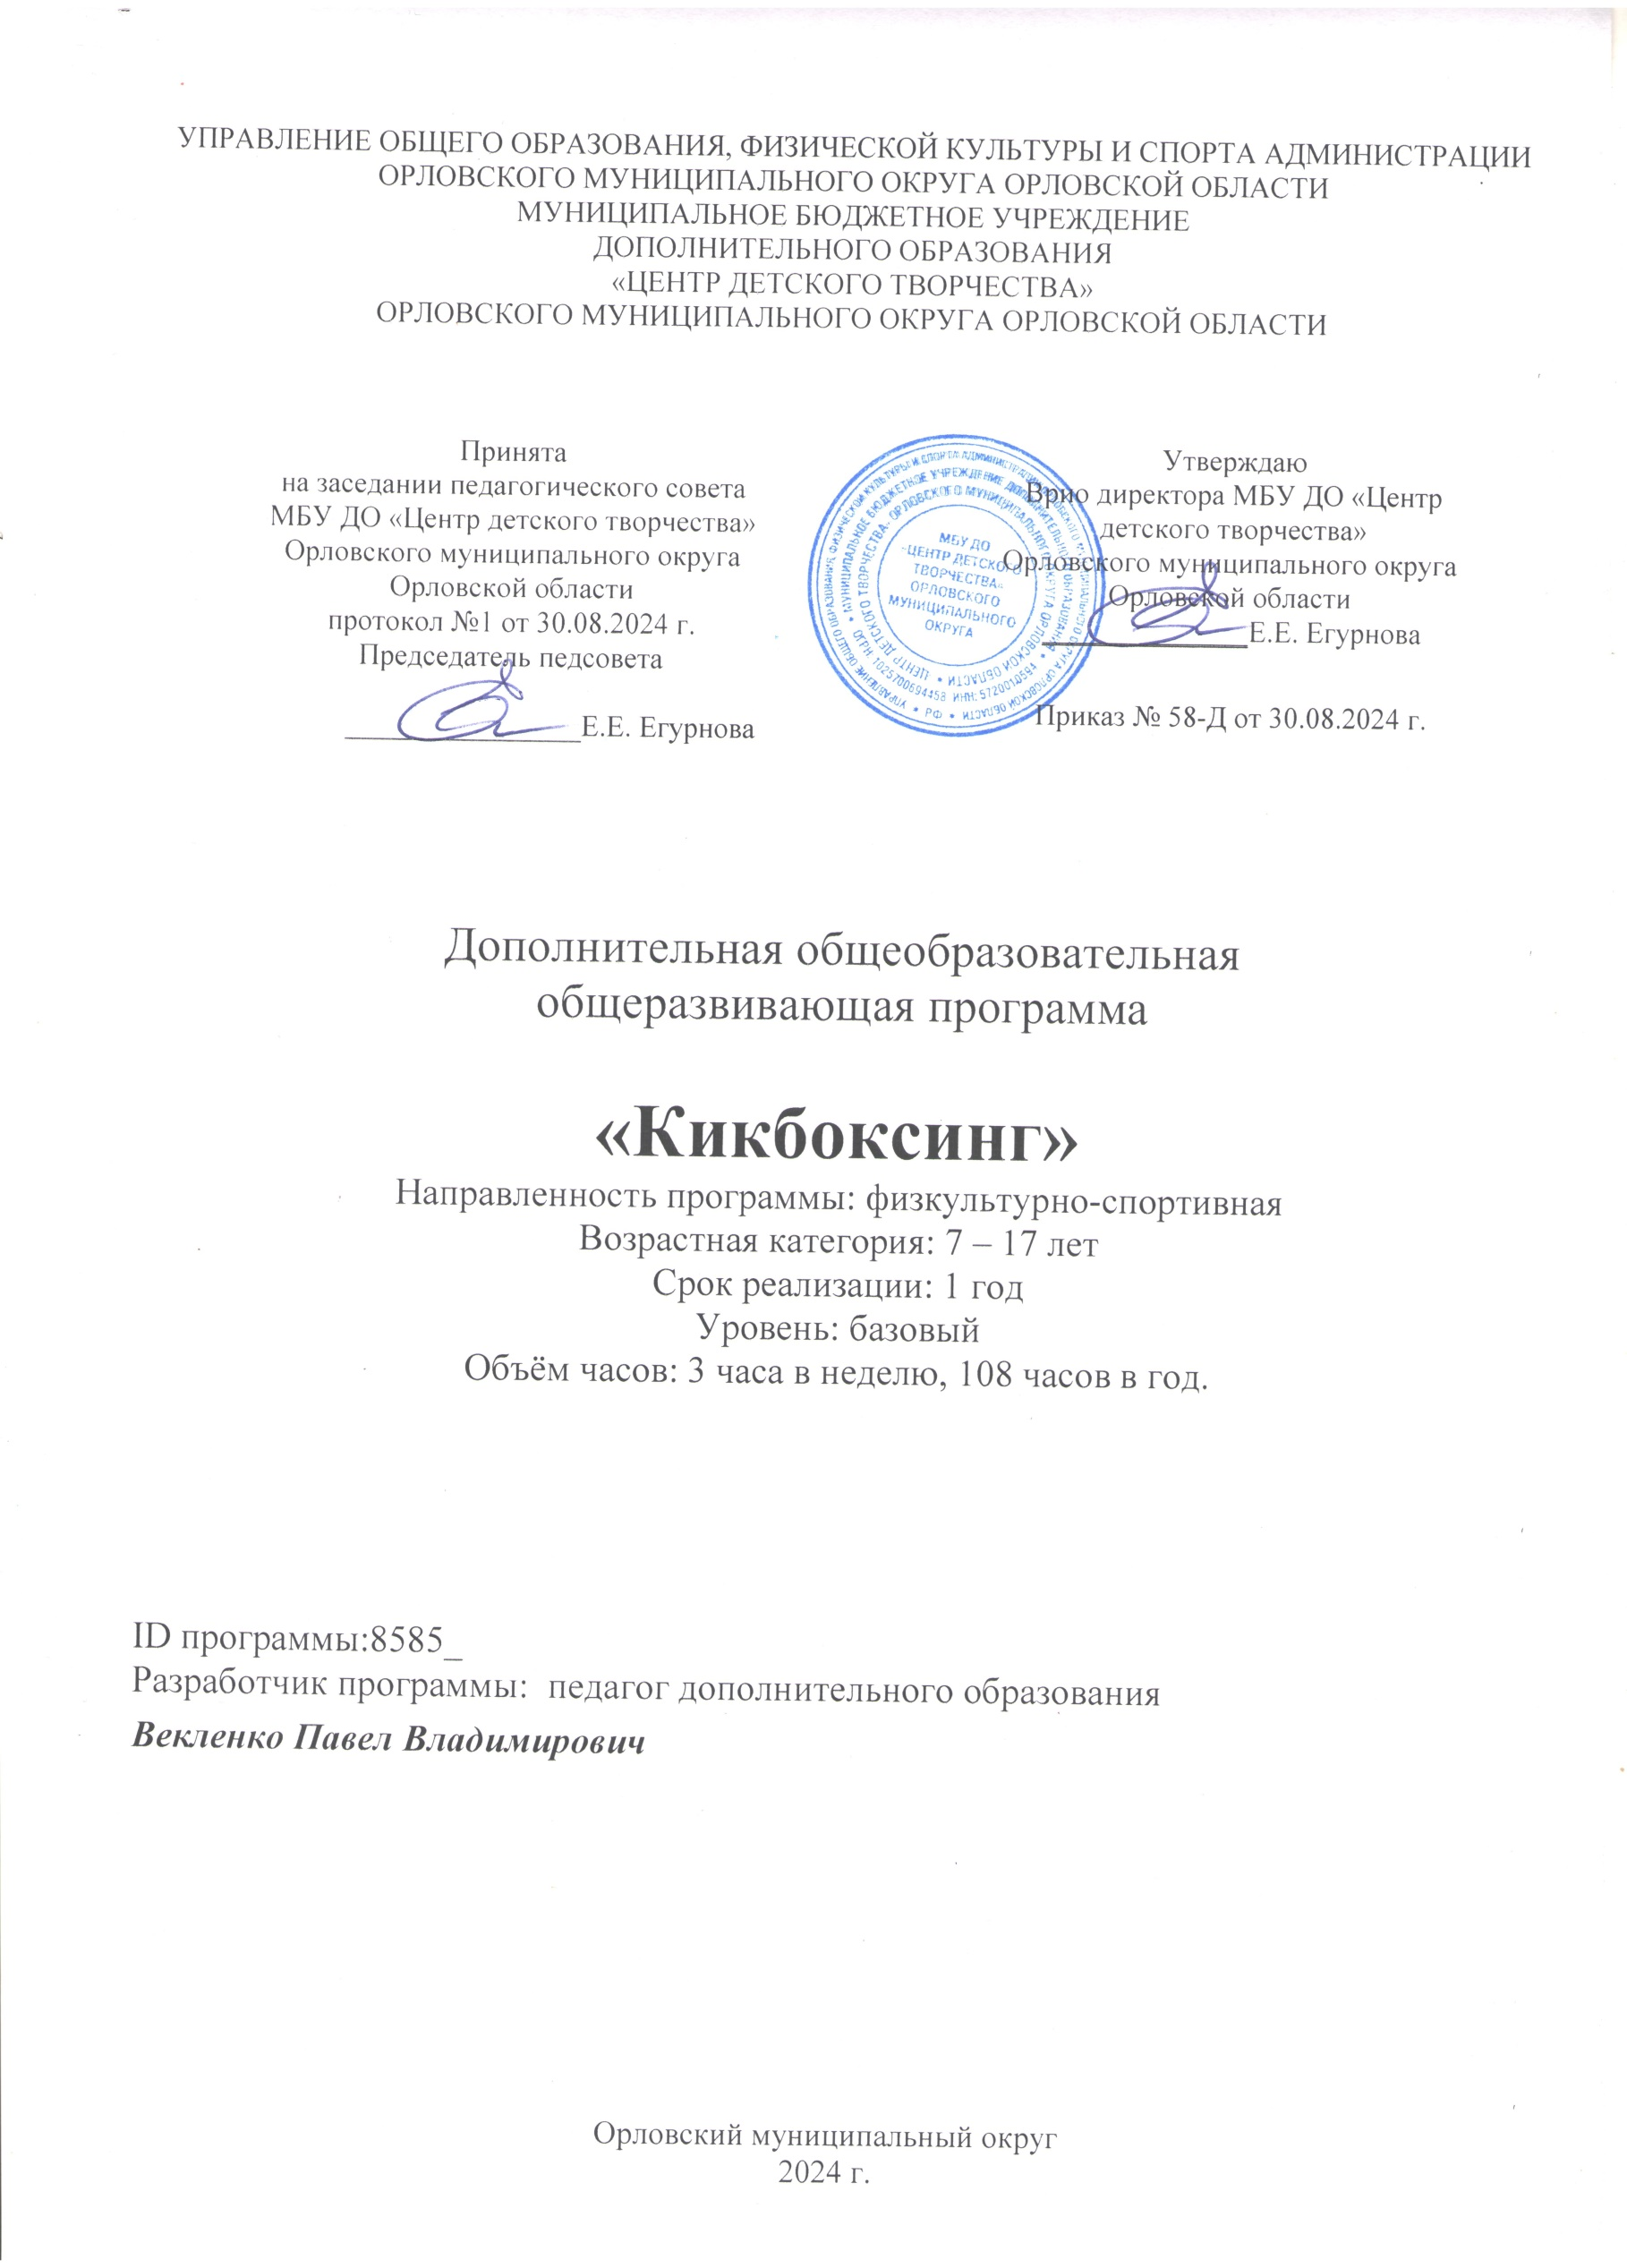 УПРАВЛЕНИЕ ОБЩЕГО ОБРАЗОВАНИЯ, ФИЗИЧЕСКОЙ КУЛЬТУРЫ И СПОРТА АДМИНИСТРАЦИИ
ОРЛОВСКОГО МУНИЦИПАЛЬНОГО ОКРУГА ОРЛОВСКОЙ ОБЛАСТИ
МУНИЦИПАЛЬНОЕ БЮДЖЕТНОЕ УЧРЕЖДЕНИЕ
ДОПОЛНИТЕЛЬНОГО ОБРАЗОВАНИЯ
«ЦЕНТР ДЕТСКОГО ТВОРЧЕСТВА»
ОРЛОВСКОГО МУНИЦИПАЛЬНОГО ОКРУГА ОРЛОВСКОЙ ОБЛАСТИ
Принята
на заседании педагогического совета
МБУ ДО «Центр детского творчества»
Орловского муниципального округа
Орловской области
протокол №1 от 30.08.2024 г.
Председатель педсовета
Е.Е. Егурнова
МБУ ДО
«ЦЕНТР ДЕТСКОГО
ТВОРЧЕСТВА»
ОРЛОВСКОГО
МУНИЦИПАЛЬНОГО
ОКРУГА
Утверждаю
Врио директора МБУ ДО «Центр
детского творчества»
Орловского муниципального округа
Орловской области
Е.Е. Егурнова
Приказ № 58-Д от 30.08.2024 г.
Дополнительная общеобразовательная
общеразвивающая программа
«Кикбоксинг»
Направленность программы: физкультурно-спортивная
Возрастная категория: 7 – 17 лет
Срок реализации: 1 год
Уровень: базовый
Объём часов: 3 часа в неделю, 108 часов в год.
ID программы:8585_
Разработчик программы:  педагог дополнительного образования
Векленко Павел Владимирович
Орловский муниципальный округ
2024 г.